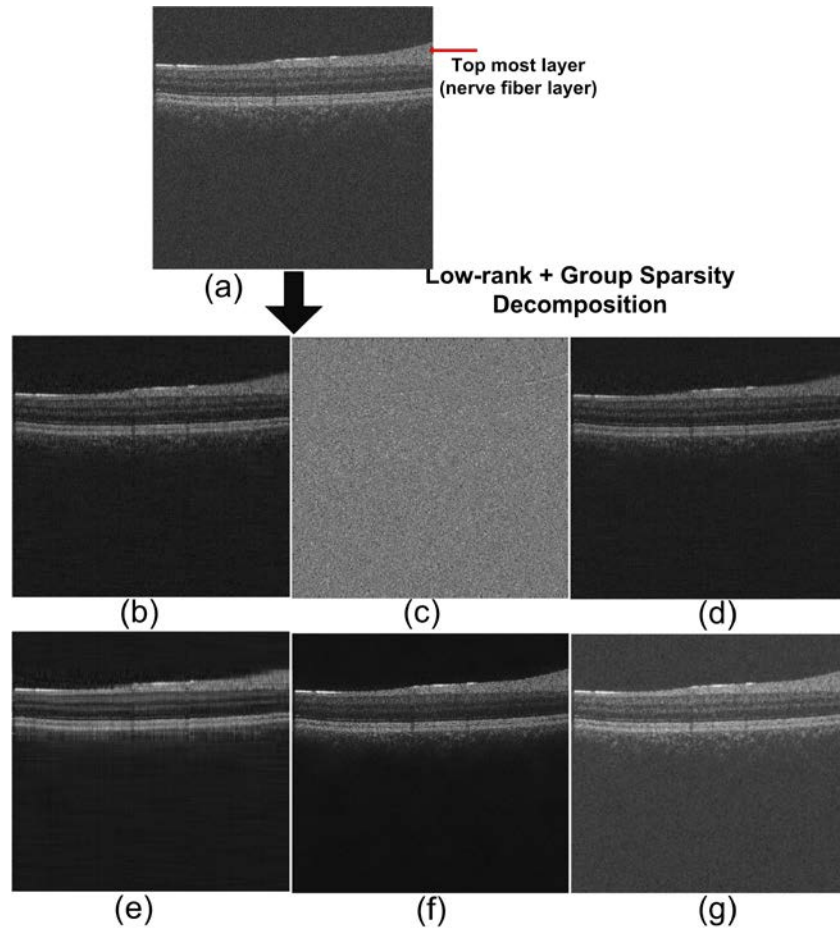 Top most layer
(nerve fiber layer)
(a)
Low-rank + Group Sparsity
Decomposition
(b)
(c)
(d)
(e)
(f)
(g)